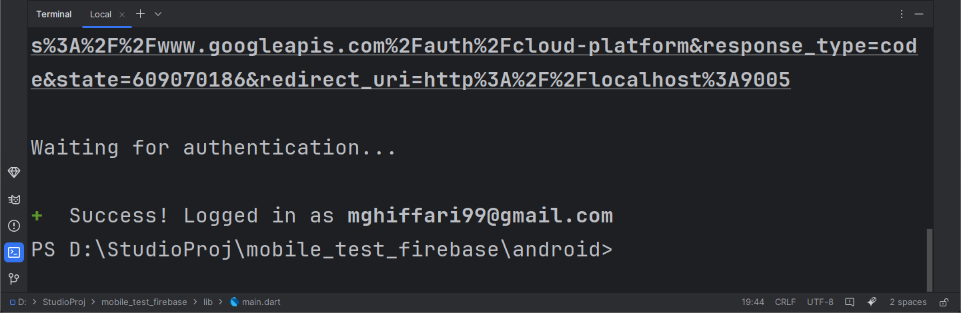 Terminal Local
s%3A%2F%2Fwww.googleapis.com%2Fauth%2Fcloud-platform&response_type=cod
e&state=609070186&redirect_uri=http%3A%2F%2Flocalhost%3A9005
Waiting for authentication...
+ Success! Logged in as mghiffari99@gmail.com
PS D:\StudioProj\mobile_test_firebase\android>
D: > StudioProj > mobile_test_firebase > lib > main.dart 19:44 CRLF UTF-8 2 spaces